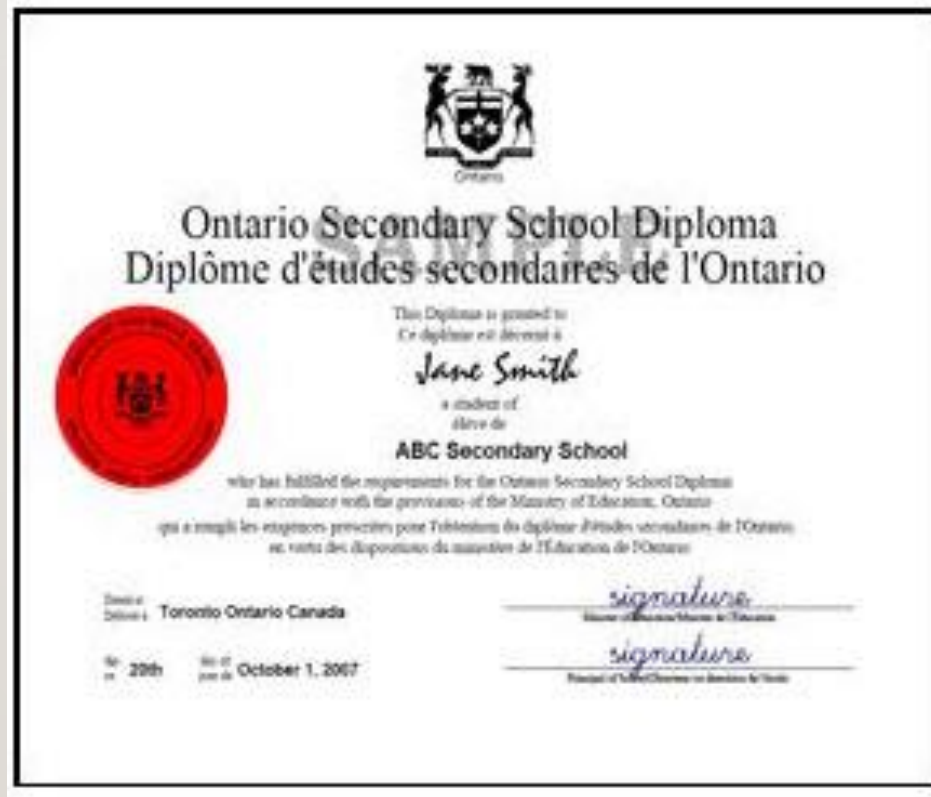 Ontario
SAMPLE
Ontario Secondary School Diploma
Diplôme d'études secondaires de l'Ontario
This Diploma is granted to
Ce diplôme est décerné à
Jane Smith
a student of
élève de
ABC Secondary School
who has fulfilled the requirements for the Ontario Secondary School Diploma
in accordance with the provisions of the Ministry of Education, Ontario
qui a rempli les exigences prescrites pour l'obtention du diplôme d'études secondaires de l'Ontario
en vertu des dispositions du ministère de l'Éducation de l'Ontario
Toronto Ontario Canada
signature
20th October 1, 2007
signature